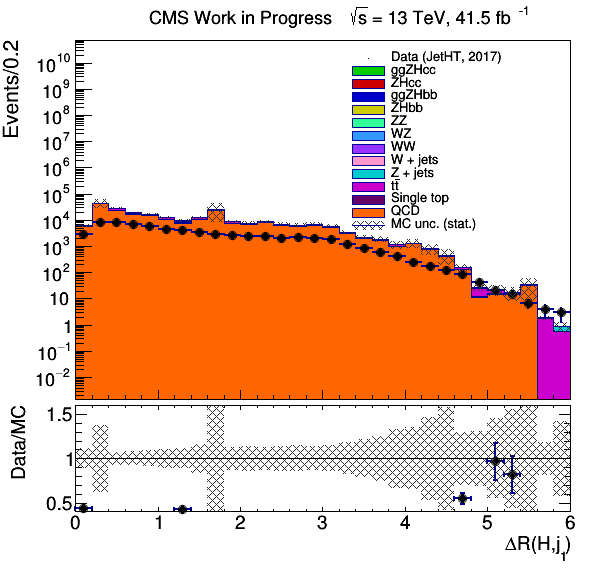 CMS Work in Progress √s = 13 TeV, 41.5 fb⁻¹
Events/0.2
10¹⁰
10⁹
10⁸
10⁷
10⁶
10⁵
10⁴
10³
10²
10
1
10⁻¹
10⁻²
Data (JetHT, 2017)
ggZHcc
ZHcc
ggZHbb
ZHbb
ZZ
WZ
WW
W + jets
Z + jets
tt̄
Single top
QCD
MC unc. (stat.)
Data/MC
1.5
1
0.5
0 1 2 3 4 5 6
ΔR(H,j₁)